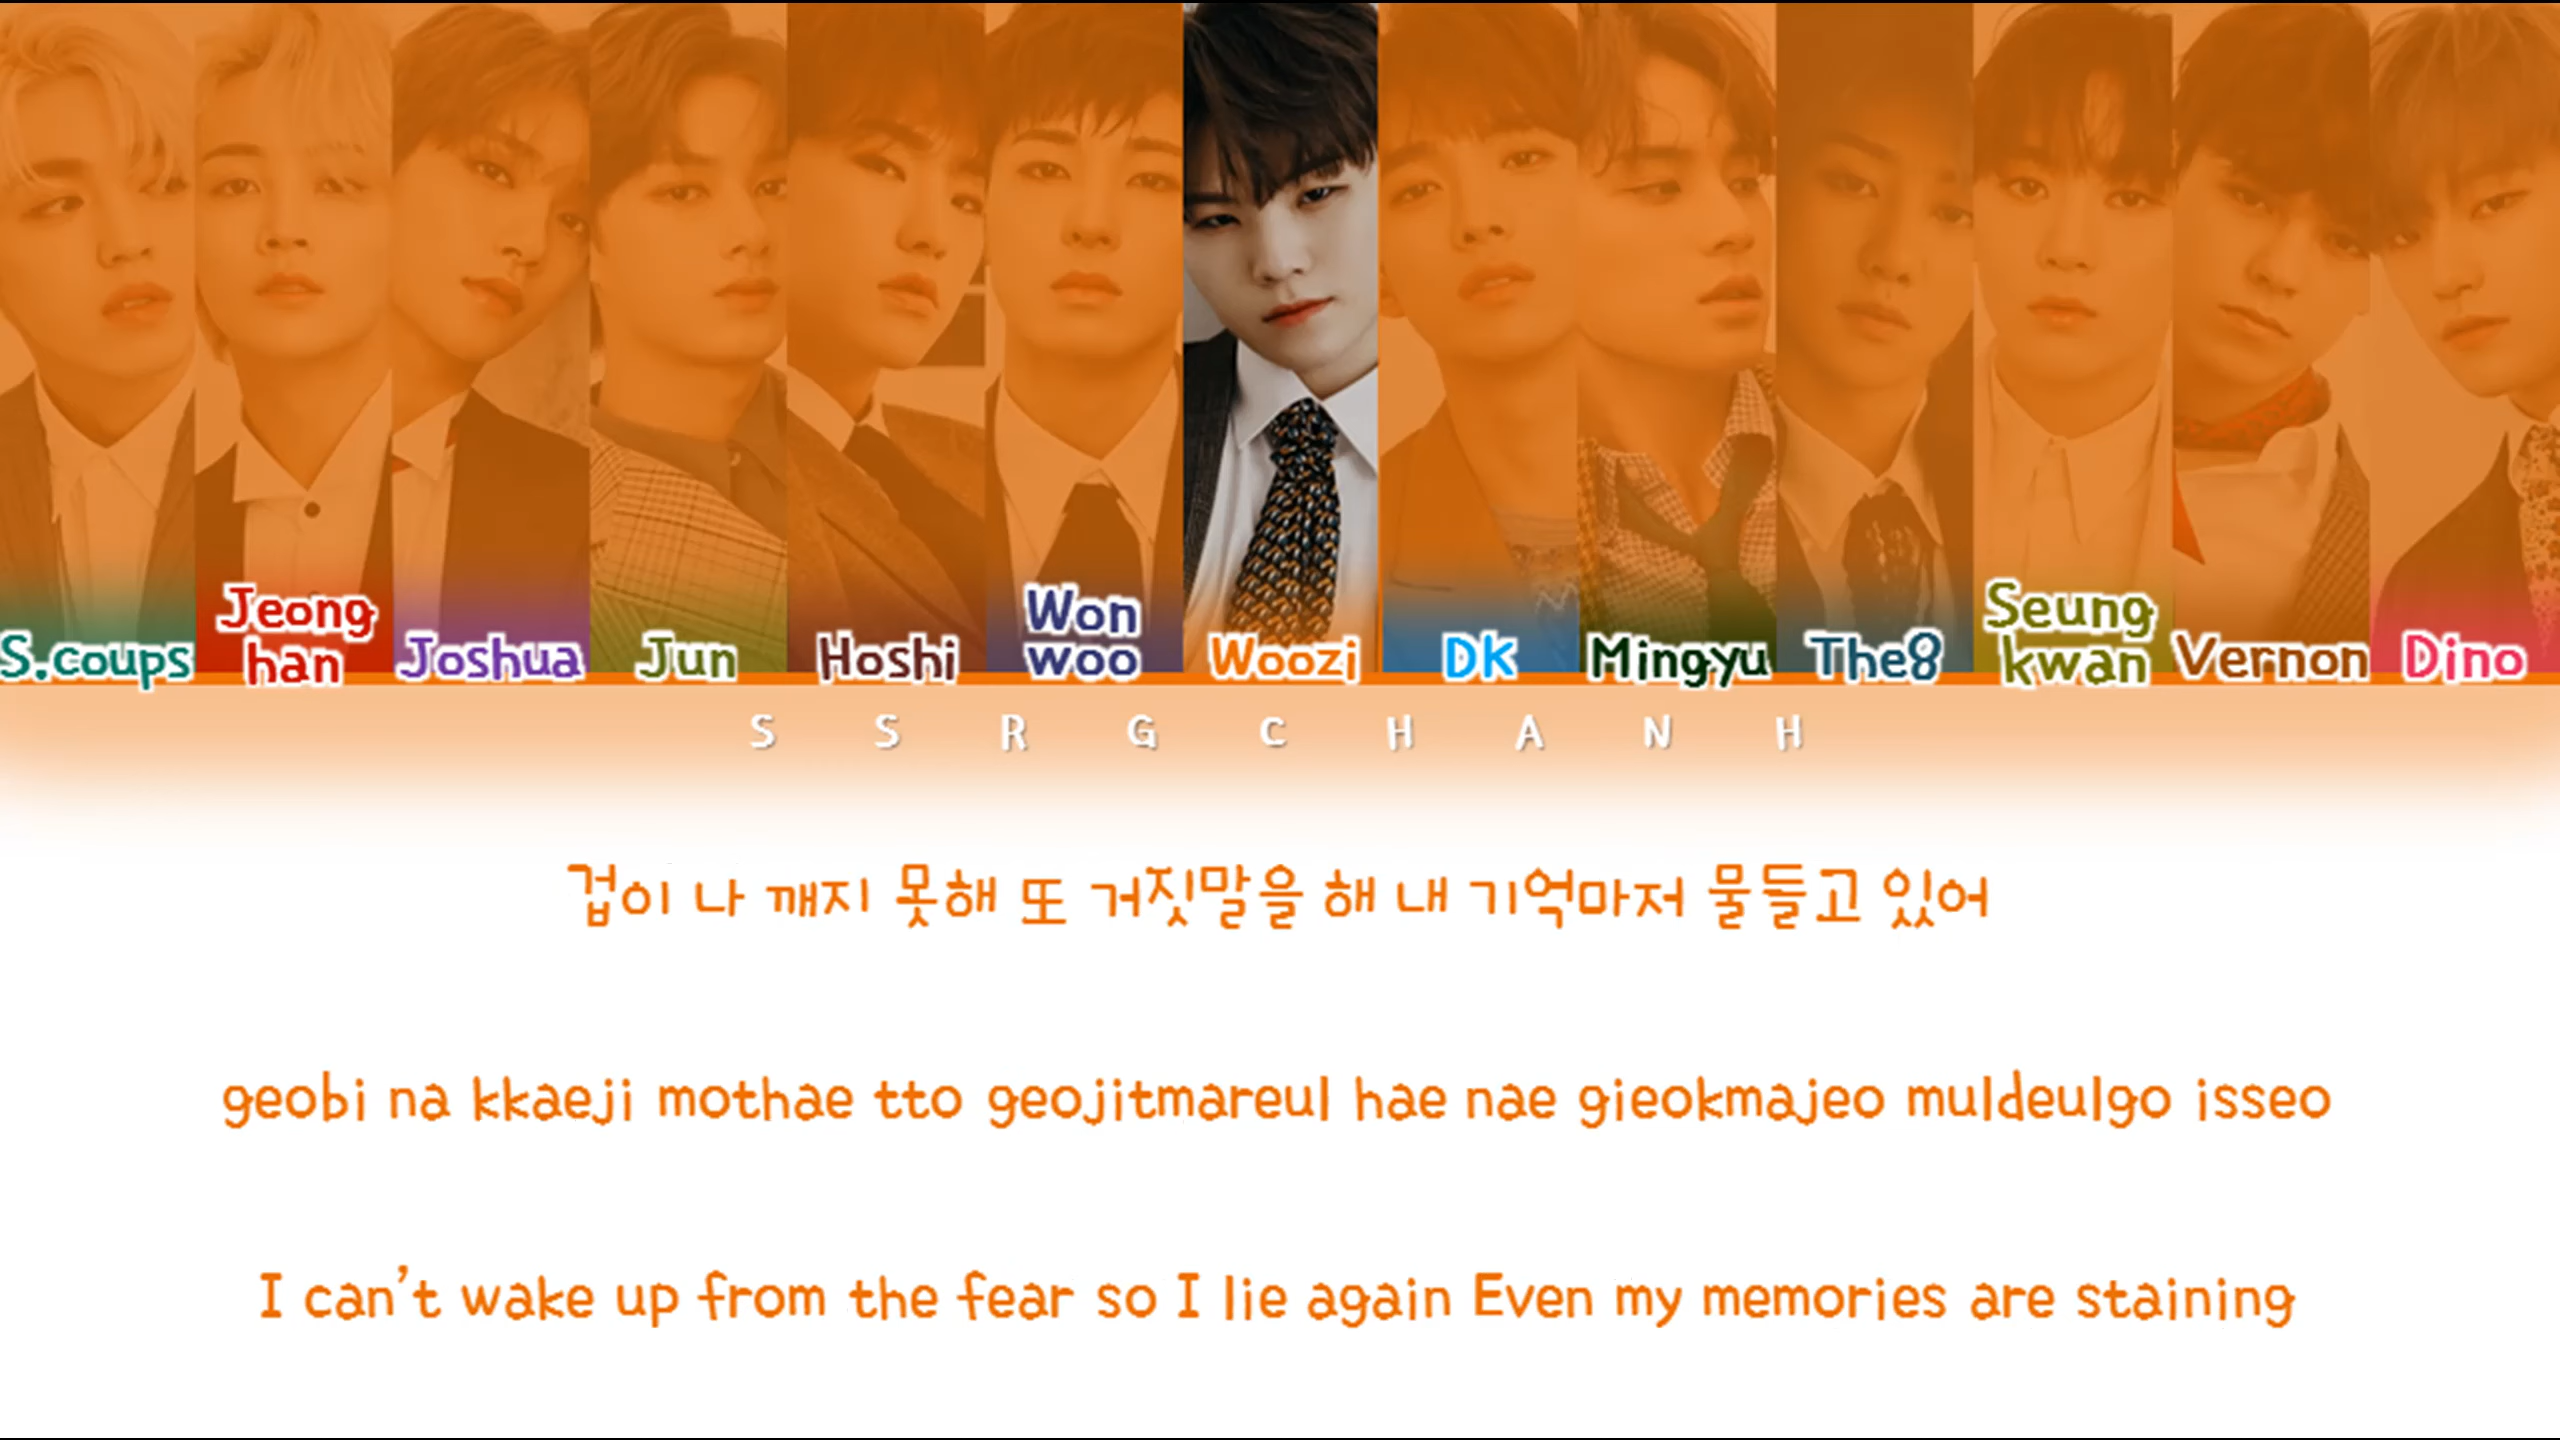 S.coups
Jeong
han
Joshua
Jun
Hoshi
Won
woo
Woozi
DK
Mingyu
The8
Seung
kwan
Vernon
Dino
S S R G C H A N H
겁이 나 깨지 못해 또 거짓말을 해 내 기억마저 물들고 있어
geobi na kkaeji mothae tto geojitmareul hae nae gieokmajeo muldeulgo isseo
I can't wake up from the fear so I lie again Even my memories are staining